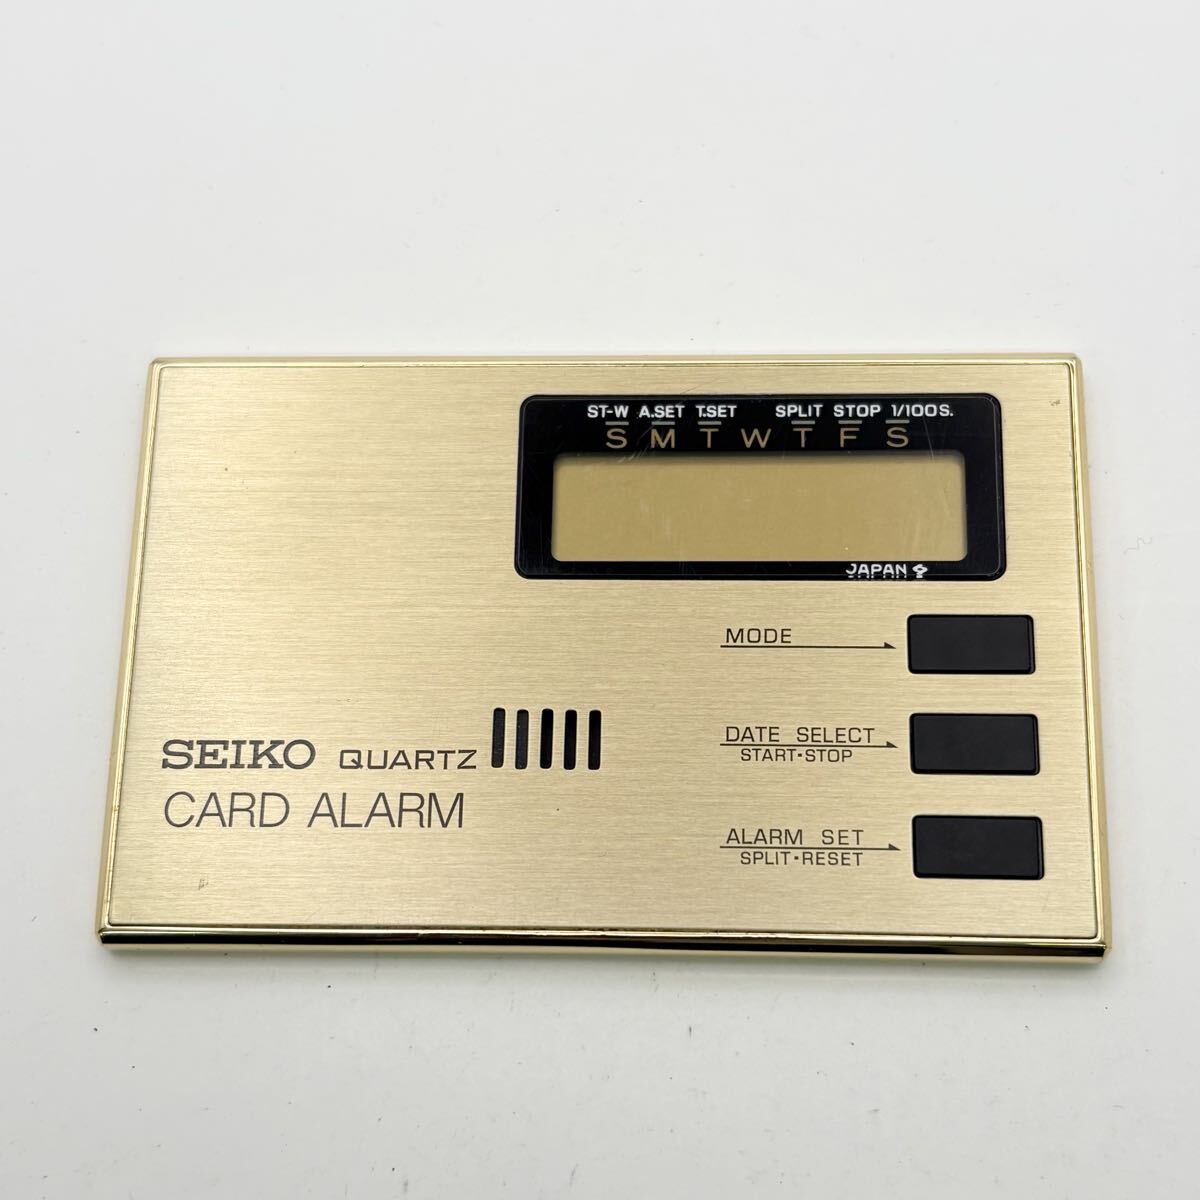 ST-W A.SET T.SET SPLIT STOP 1/100S.
S M T W T F S
JAPAN
MODE
DATE SELECT
START•STOP
SEIKO QUARTZ
CARD ALARM
ALARM SET
SPLIT•RESET